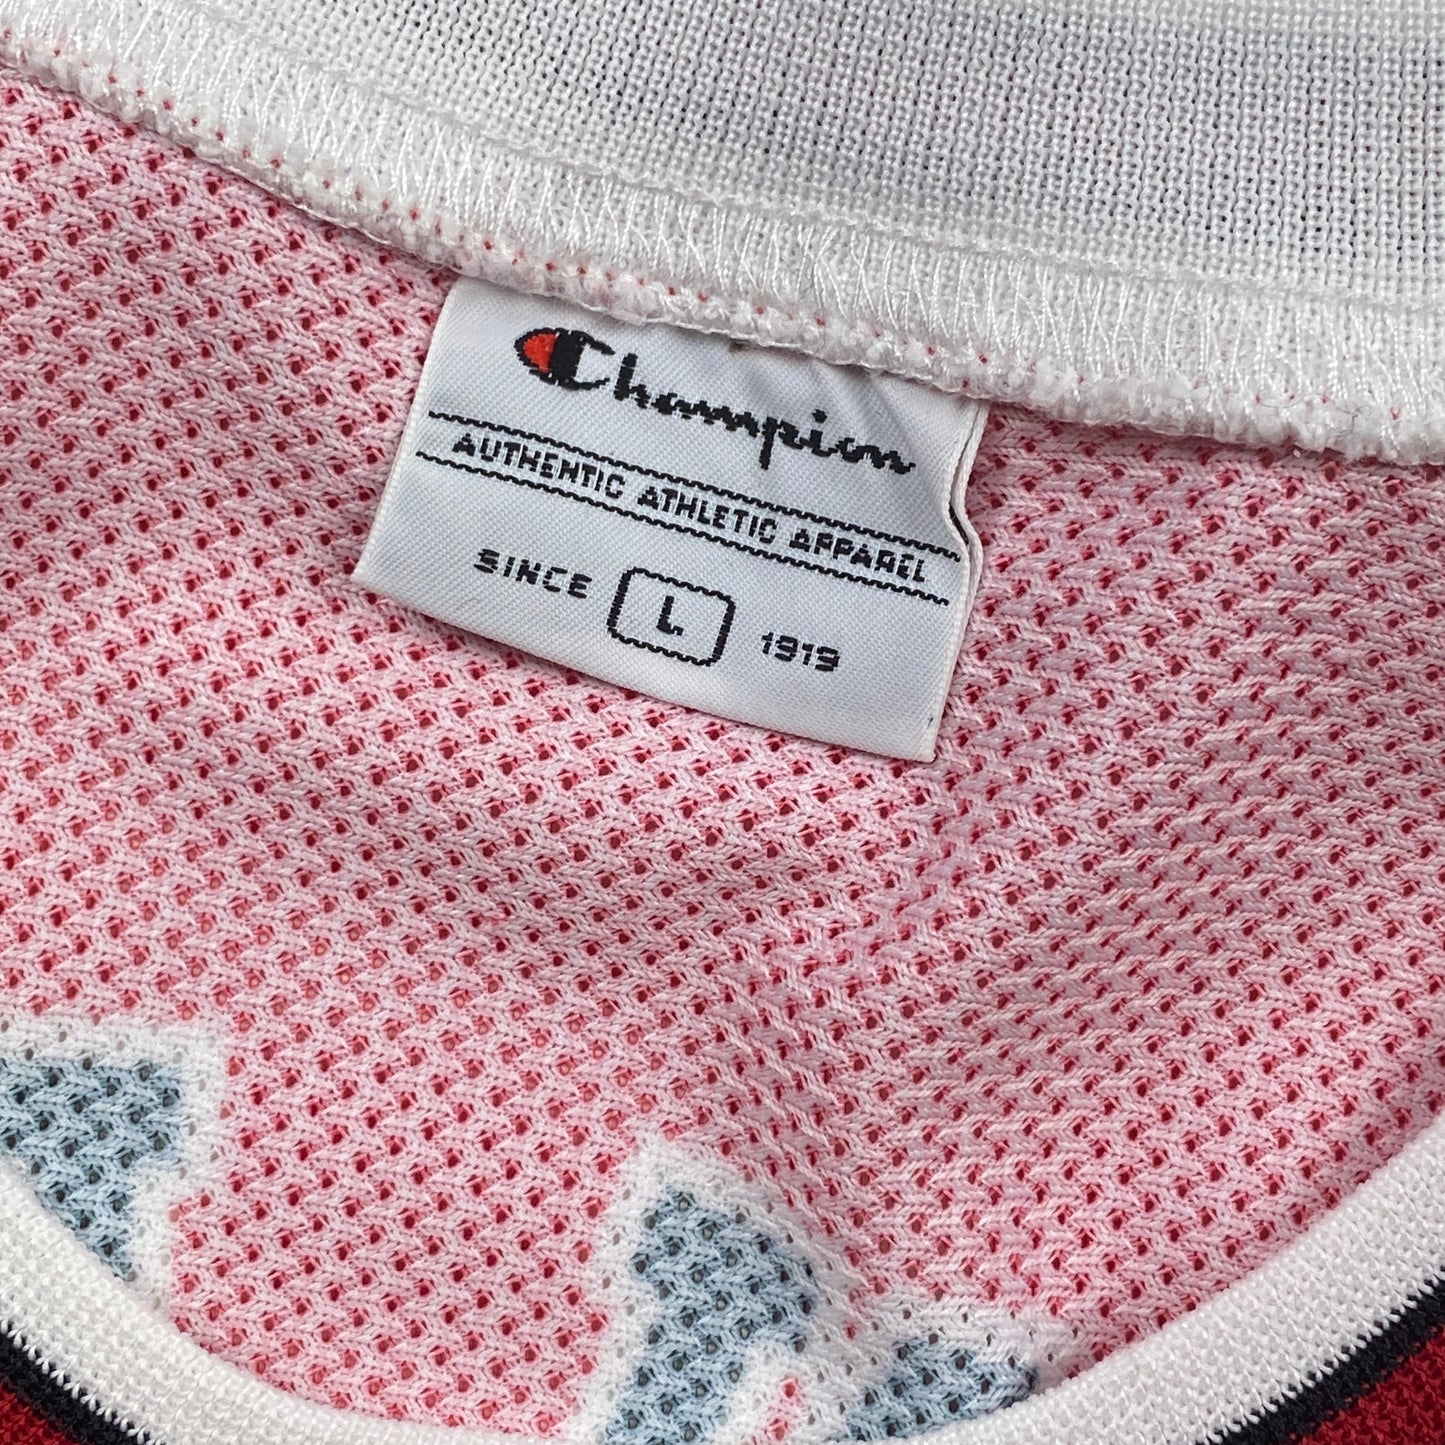 Champion
AUTHENTIC ATHLETIC APPAREL
SINCE L 1919